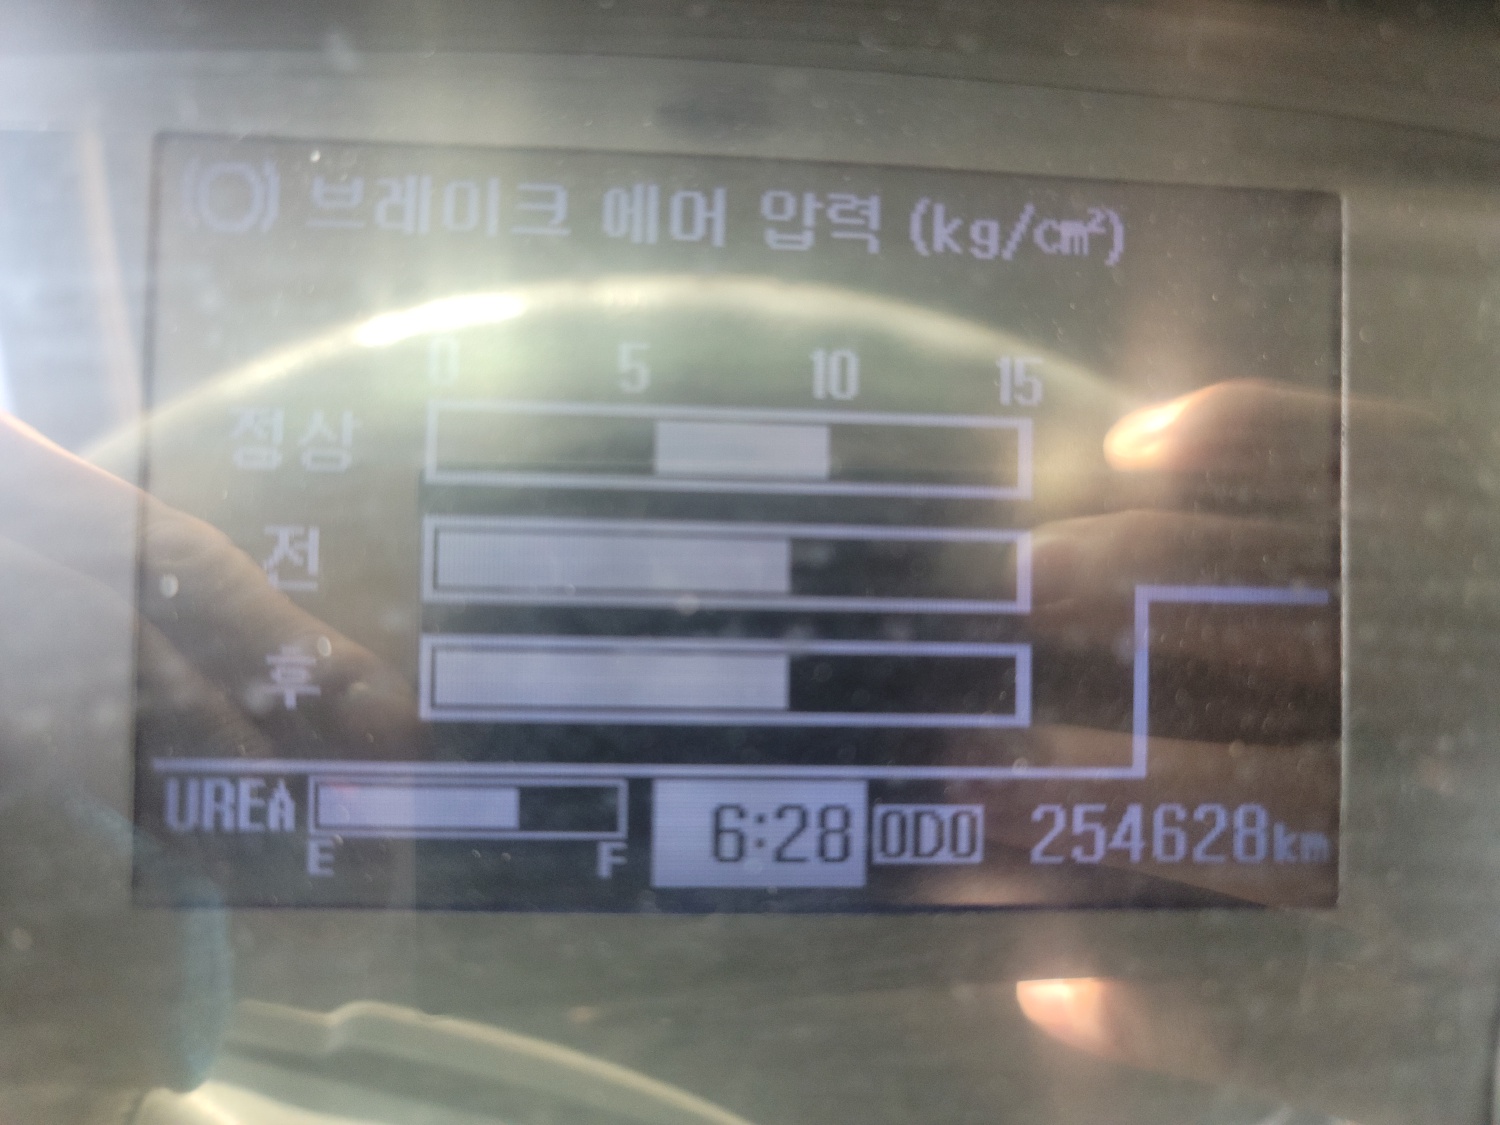 브레이크 에어 압력 (kg/cm²)
0 5 10 15
정상
전
후
UREA 6:28 ODO 254628km
E F